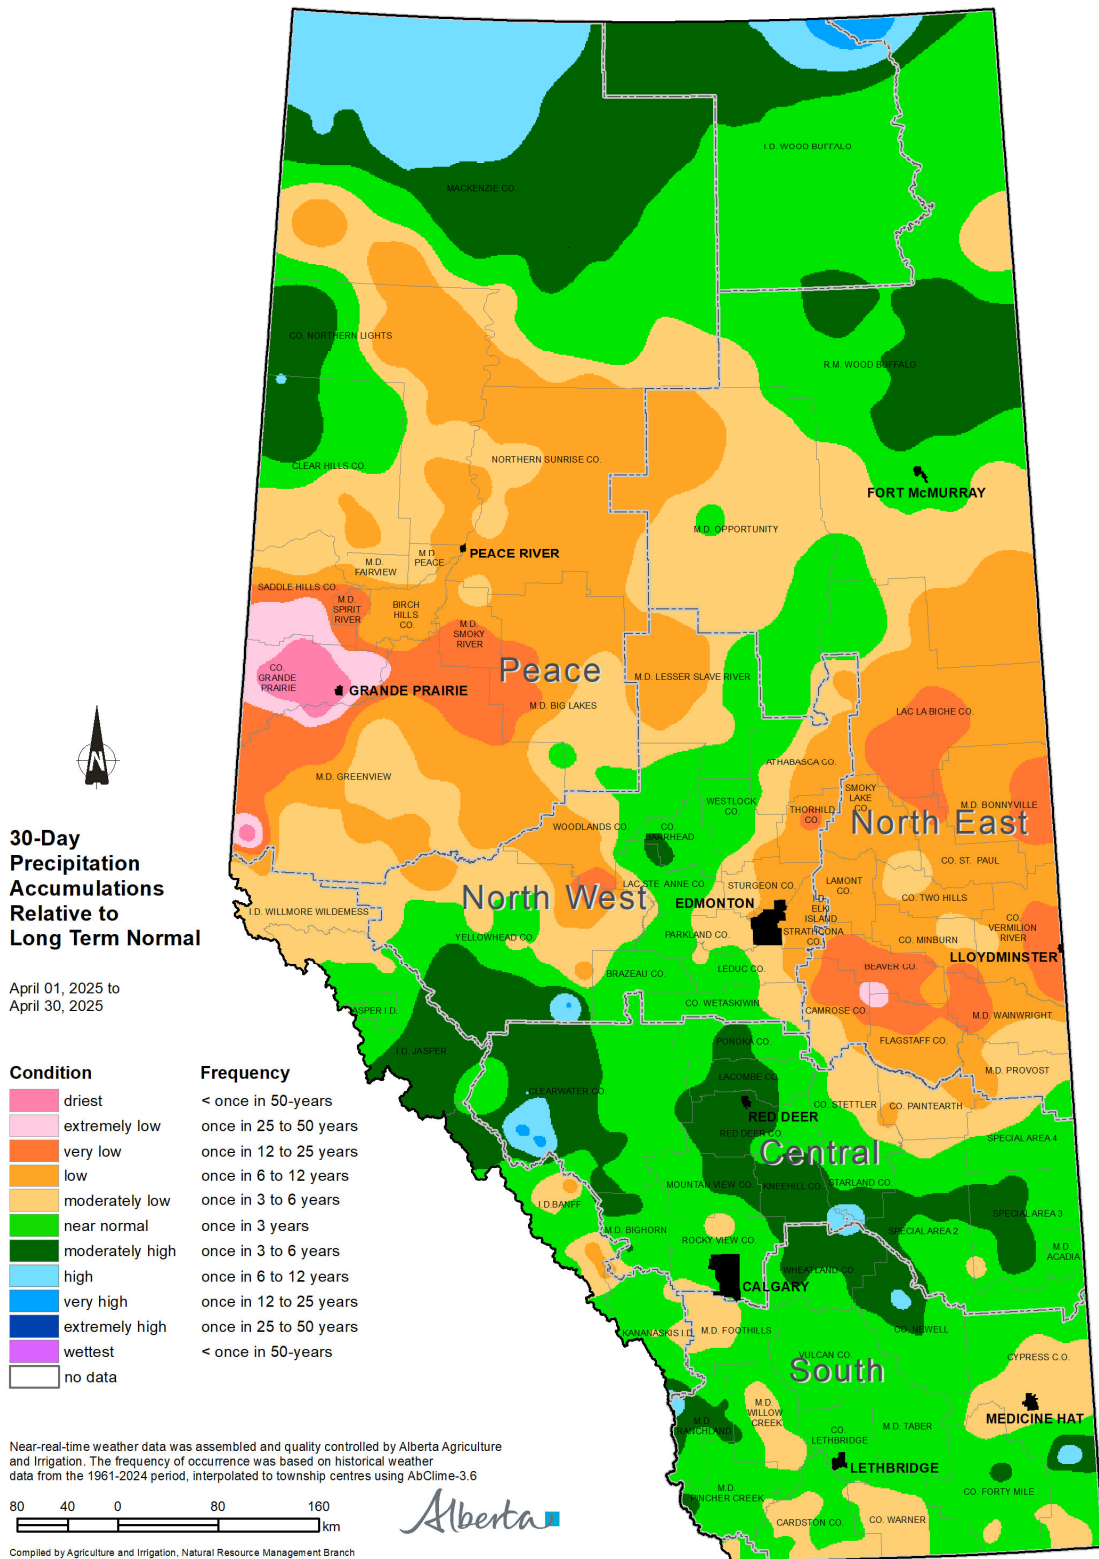 I.D. WOOD BUFFALO
MACKENZIE CO.
CO. NORTHERN LIGHTS
R.M. WOOD BUFFALO
CLEAR HILLS CO.
NORTHERN SUNRISE CO.
FORT McMURRAY
M.D. OPPORTUNITY
PEACE RIVER
M.D.
PEACE
M.D.
FAIRVIEW
SADDLE HILLS CO.
M.D.
SPIRIT
RIVER
BIRCH
HILLS
CO.
M.D.
SMOKY
RIVER
Peace
CO.
GRANDE
PRAIRIE
GRANDE PRAIRIE
M.D. LESSER SLAVE RIVER
M.D. BIG LAKES
LAC LA BICHE CO.
N
M.D. GREENVIEW
ATHABASCA CO.
SMOKY
LAKE
CO.
WESTLOCK
CO.
THORHILD
CO.
M.D. BONNYVILLE
North East
WOODLANDS CO.
CO.
BARRHEAD
CO. ST. PAUL
LAC STE. ANNE CO.
STURGEON CO.
LAMONT
CO.
North West
CO. TWO HILLS
EDMONTON
I.D.
ELK
ISLAND
I.D. WILLMORE WILDERNESS
CO.
VERMILION
RIVER
YELLOWHEAD CO.
PARKLAND CO.
STRATHCONA
CO.
CO. MINBURN
LLOYDMINSTER
BRAZEAU CO.
LEDUC CO.
BEAVER CO.
CO. WETASKIWIN
CAMROSE CO.
M.D. WAINWRIGHT
JASPER I.D.
I.D. JASPER
PONOKA CO.
FLAGSTAFF CO.
M.D. PROVOST
LACOMBE CO.
CLEARWATER CO.
CO. STETTLER
CO. PAINTEARTH
RED DEER
RED DEER CO.
SPECIAL AREA 4
Central
MOUNTAIN VIEW CO.
KNEEHILL CO.
STARLAND CO.
I.D.BANFF
SPECIAL AREA 3
M.D. BIGHORN
SPECIAL AREA 2
ROCKY VIEW CO.
M.D.
ACADIA
WHEATLAND CO.
CALGARY
KANANASKIS I.D.
M.D. FOOTHILLS
CO. NEWELL
VULCAN CO.
CYPRESS C.O.
South
M.D.
WILLOW
CREEK
MEDICINE HAT
M.D.
RANCHLAND
CO.
LETHBRIDGE
M.D. TABER
LETHBRIDGE
M.D.
PINCHER CREEK
CO. FORTY MILE
CARDSTON CO.
CO. WARNER
30-Day
Precipitation
Accumulations
Relative to
Long Term Normal
April 01, 2025 to
April 30, 2025
Condition Frequency
driest < once in 50-years
extremely low once in 25 to 50 years
very low once in 12 to 25 years
low once in 6 to 12 years
moderately low once in 3 to 6 years
near normal once in 3 years
moderately high once in 3 to 6 years
high once in 6 to 12 years
very high once in 12 to 25 years
extremely high once in 25 to 50 years
wettest < once in 50-years
no data
Near-real-time weather data was assembled and quality controlled by Alberta Agriculture
and Irrigation. The frequency of occurrence was based on historical weather
data from the 1961-2024 period, interpolated to township centres using AbClime-3.6
80 40 0 80 160
km
Alberta
Compiled by Agriculture and Irrigation, Natural Resource Management Branch